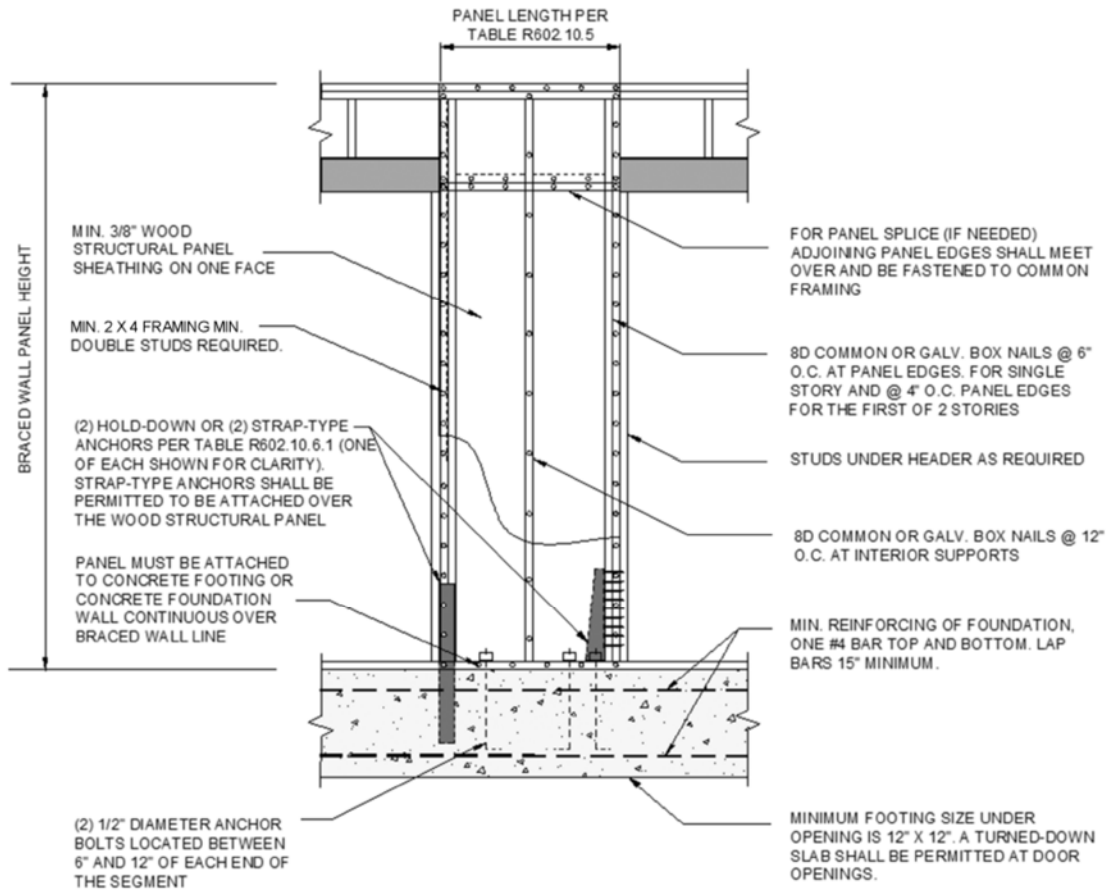 PANEL LENGTH PER
TABLE R602.10.5
BRACED WALL PANEL HEIGHT
MIN. 3/8" WOOD
STRUCTURAL PANEL
SHEATHING ON ONE FACE
MIN. 2 X 4 FRAMING MIN.
DOUBLE STUDS REQUIRED.
(2) HOLD-DOWN OR (2) STRAP-TYPE
ANCHORS PER TABLE R602.10.6.1 (ONE
OF EACH SHOWN FOR CLARITY).
STRAP-TYPE ANCHORS SHALL BE
PERMITTED TO BE ATTACHED OVER
THE WOOD STRUCTURAL PANEL
PANEL MUST BE ATTACHED
TO CONCRETE FOOTING OR
CONCRETE FOUNDATION
WALL CONTINUOUS OVER
BRACED WALL LINE
(2) 1/2" DIAMETER ANCHOR
BOLTS LOCATED BETWEEN
6" AND 12" OF EACH END OF
THE SEGMENT
FOR PANEL SPLICE (IF NEEDED)
ADJOINING PANEL EDGES SHALL MEET
OVER AND BE FASTENED TO COMMON
FRAMING
8D COMMON OR GALV. BOX NAILS @ 6"
O.C. AT PANEL EDGES. FOR SINGLE
STORY AND @ 4" O.C. PANEL EDGES
FOR THE FIRST OF 2 STORIES
STUDS UNDER HEADER AS REQUIRED
8D COMMON OR GALV. BOX NAILS @ 12"
O.C. AT INTERIOR SUPPORTS
MIN. REINFORCING OF FOUNDATION,
ONE #4 BAR TOP AND BOTTOM. LAP
BARS 15" MINIMUM.
MINIMUM FOOTING SIZE UNDER
OPENING IS 12" X 12". A TURNED-DOWN
SLAB SHALL BE PERMITTED AT DOOR
OPENINGS.